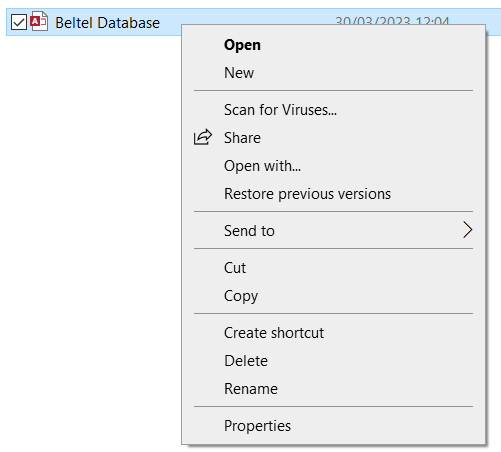 Beltel Database 30/03/2023 12:04
Open
New
Scan for Viruses...
Share
Open with...
Restore previous versions
Send to
Cut
Copy
Create shortcut
Delete
Rename
Properties